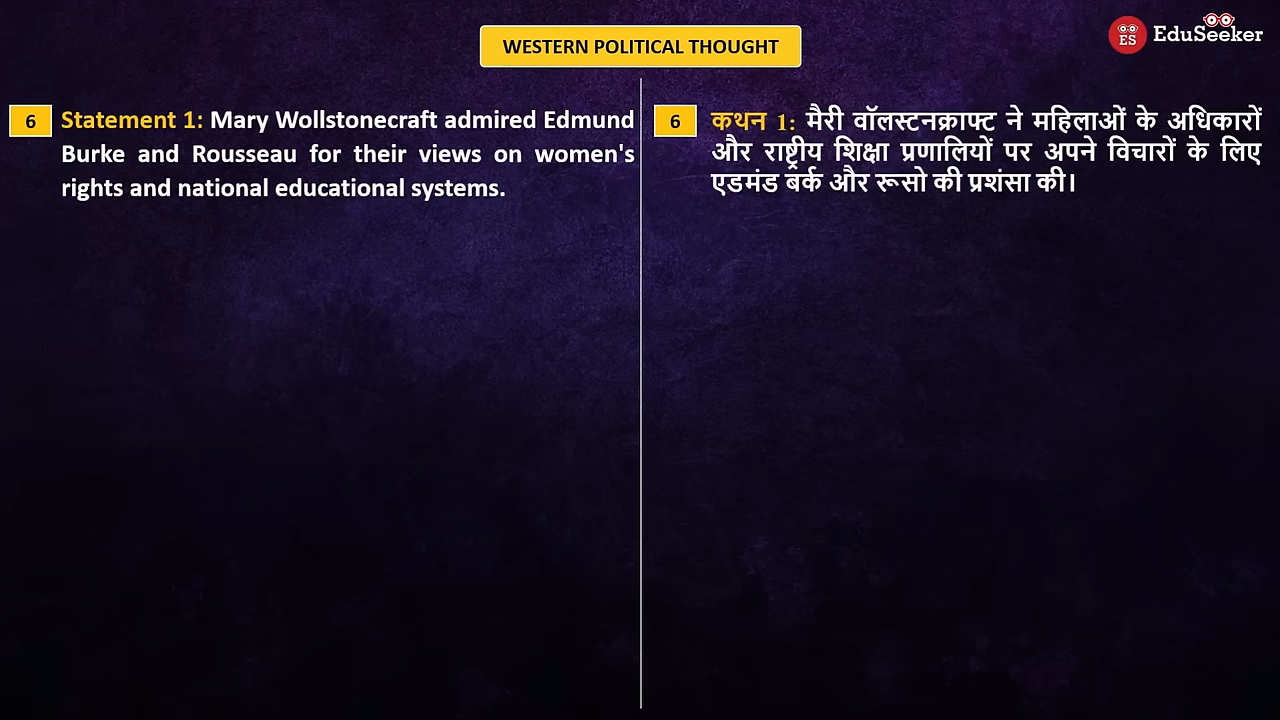 WESTERN POLITICAL THOUGHT
ES EduSeeker
6 Statement 1: Mary Wollstonecraft admired Edmund
Burke and Rousseau for their views on women's
rights and national educational systems.
6 कथन 1: मैरी वॉलस्टनक्राफ्ट ने महिलाओं के अधिकारों
और राष्ट्रीय शिक्षा प्रणालियों पर अपने विचारों के लिए
एडमंड बर्क और रूसो की प्रशंसा की।